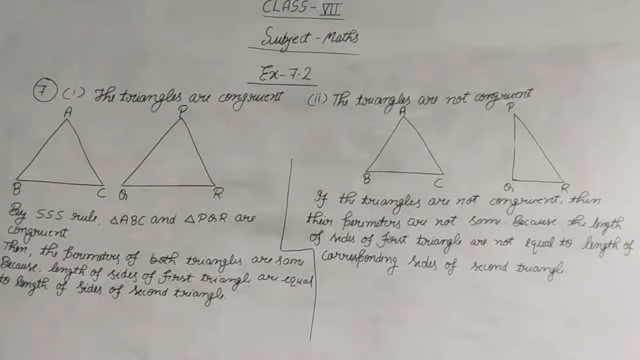 CLASS-VII
Subject-Maths
Ex-7.2
7 (i) The triangles are congruent
A
B
C
P
Q
R
By SSS rule, △ABC and △PQR are
congruent
Then, the perimeters of both triangles are same
Because, length of sides of first triangle are equal
to length of sides of second triangle.
(ii) The triangles are not congruent
A
B
C
P
Q
R
If the triangles are not congruent, then
their perimeters are not same Because the length
of sides of first triangle are not equal to length of
corresponding sides of second triangle.